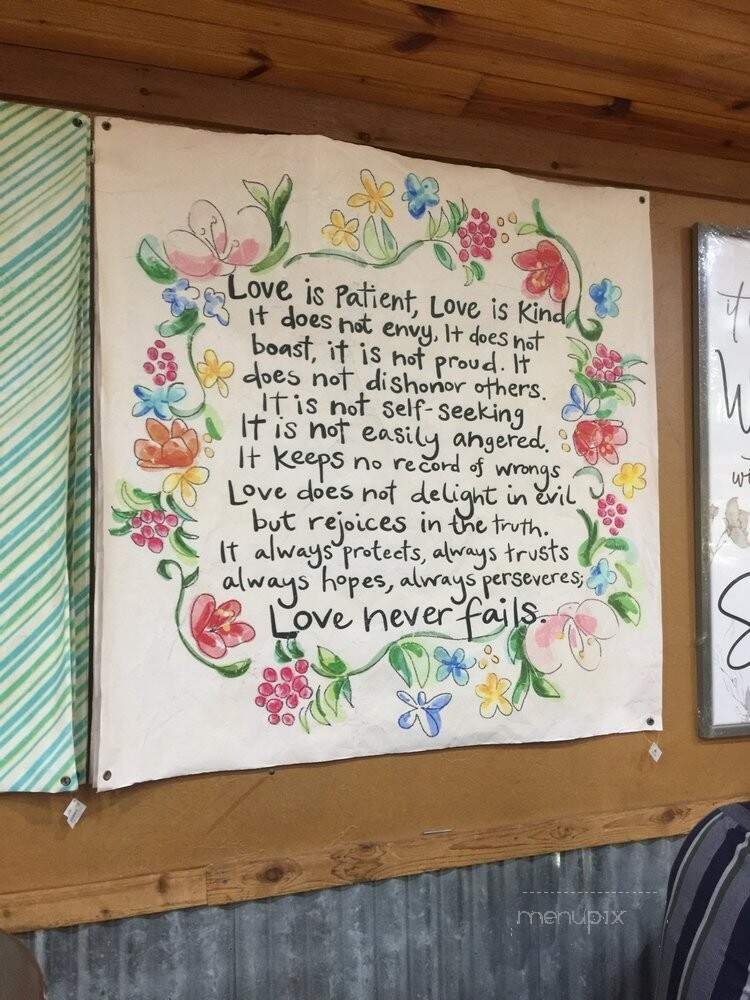 Love is Patient, Love is Kind
It does not envy. It does not
boast, it is not proud. It
does not dishonor others.
It is not self-seeking
It is not easily angered.
It keeps no record of wrongs
Love does not delight in evil
but rejoices in the truth.
It always protects, always trusts
always hopes, always perseveres;
Love never fails.
it
W
wi
S
menupix